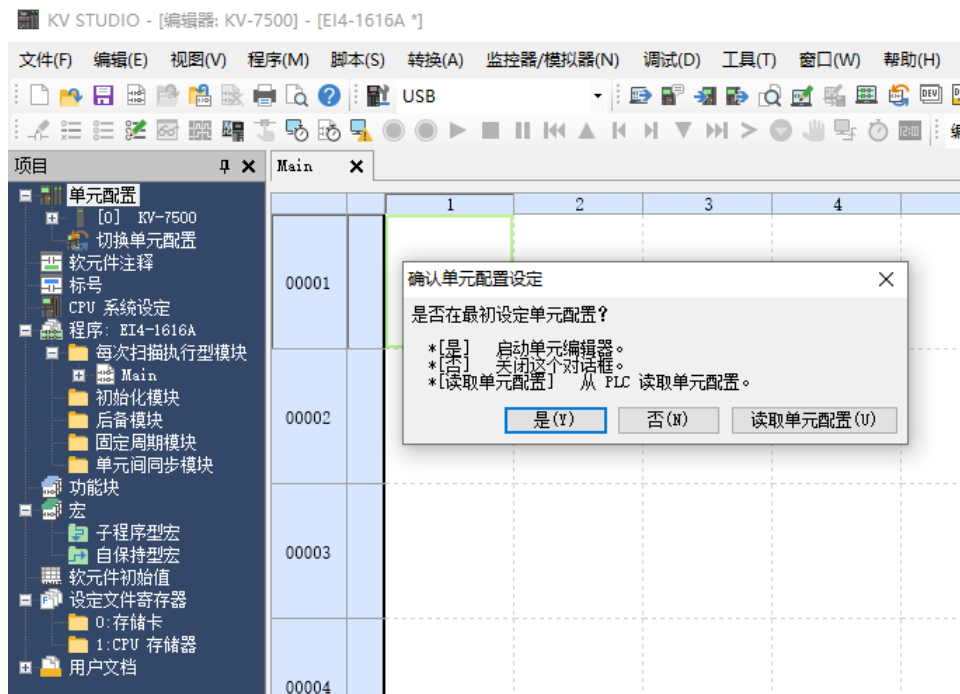 KV STUDIO - [编辑器: KV-7500] - [EI4-1616A *]
文件(F) 编辑(E) 视图(V) 程序(M) 脚本(S) 转换(A) 监控器/模拟器(N) 调试(D) 工具(T) 窗口(W) 帮助(H)
USB
DEV
项目
Main
单元配置
[0] KV-7500
切换单元配置
软元件注释
标号
CPU 系统设定
程序: EI4-1616A
每次扫描执行型模块
Main
初始化模块
后备模块
固定周期模块
单元间同步模块
功能块
宏
子程序型宏
自保持型宏
软元件初始值
设定文件寄存器
0:存储卡
1:CPU 存储器
用户文档
1 2 3 4
00001
00002
00003
00004
确认单元配置设定
是否在最初设定单元配置?
*[是] 启动单元编辑器。
*[否] 关闭这个对话框。
*[读取单元配置] 从 PLC 读取单元配置。
是(Y) 否(N) 读取单元配置(U)